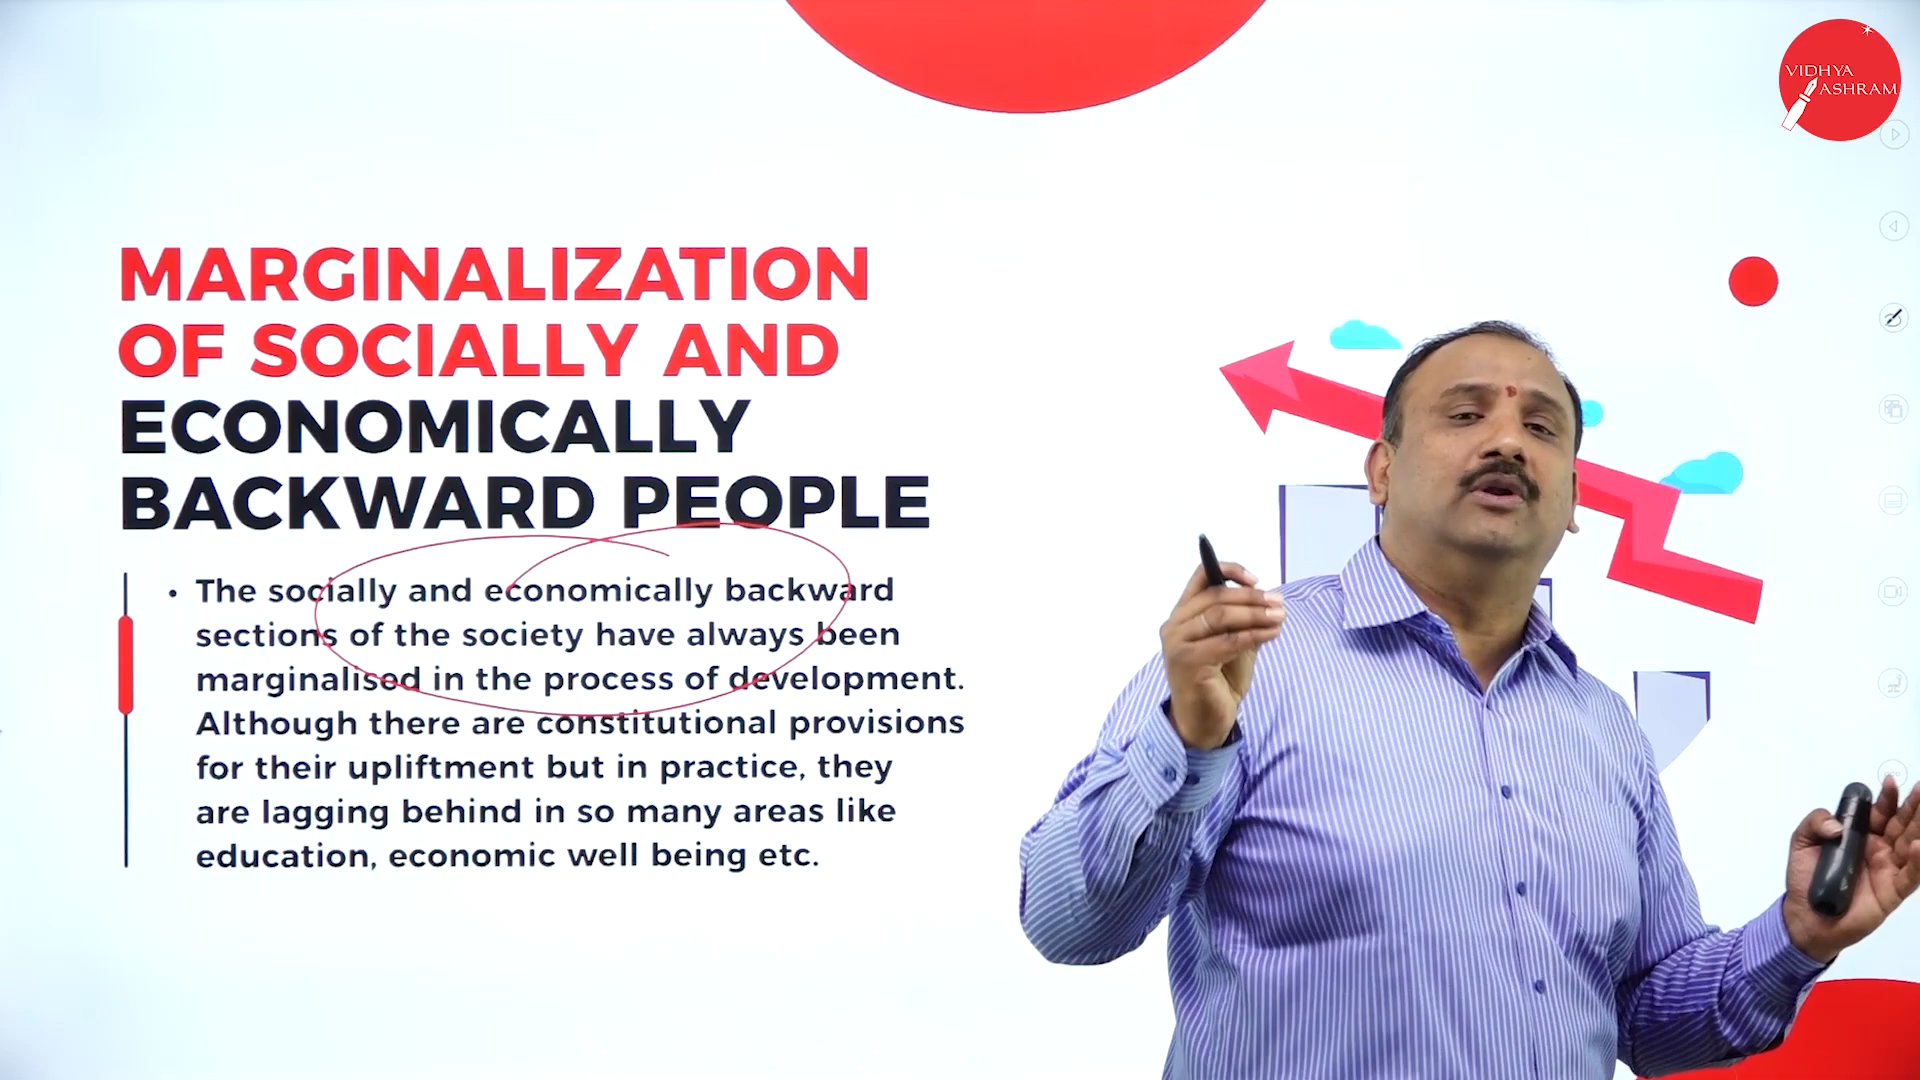 VIDHYA
ASHRAM
MARGINALIZATION
OF SOCIALLY AND
ECONOMICALLY
BACKWARD PEOPLE
• The socially and economically backward
sections of the society have always been
marginalised in the process of development.
Although there are constitutional provisions
for their upliftment but in practice, they
are lagging behind in so many areas like
education, economic well being etc.